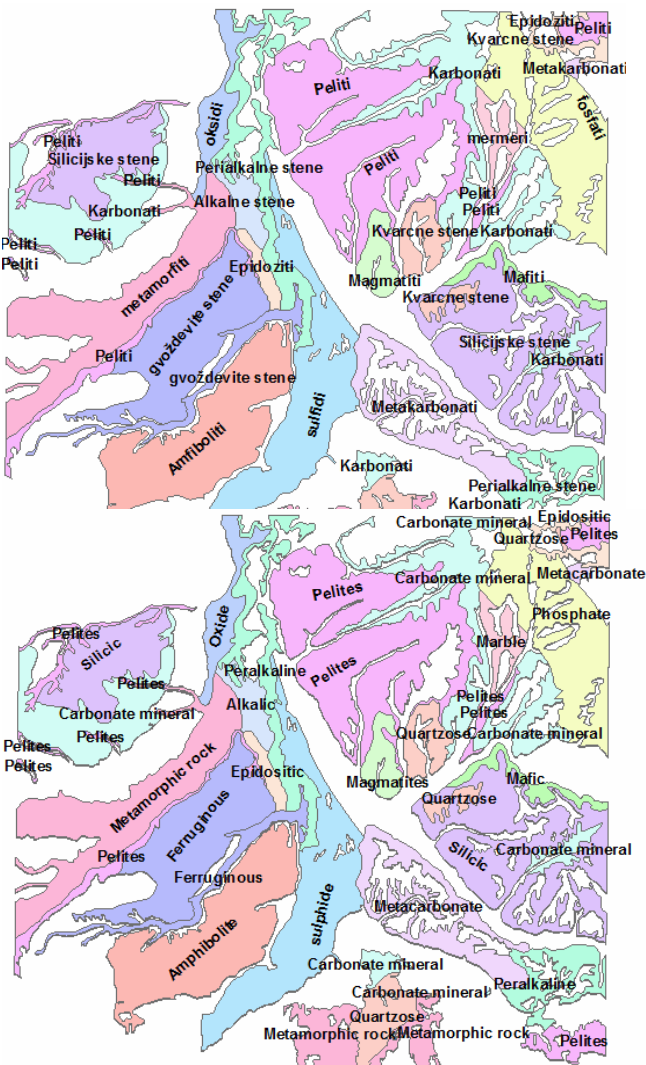 Epidoziti
Kvarcne stene
Peliti
Metakarbonati
Karbonati
Peliti
fosfati
oksidi
mermeri
Peliti
Silicijske stene
Peliti
Perialkalne stene
Peliti
Alkalne stene
Peliti
Karbonati
Peliti
Peliti
Kvarcne stene
Karbonati
Peliti
Peliti
Epidoziti
Magmatiti
Mafiti
metamorfiti
Kvarcne stene
gvoždevite stene
Silicijske stene
Peliti
Karbonati
gvoždevite stene
Metakarbonati
sulfidi
Amfiboliti
Karbonati
Perialkalne stene
Karbonati
Carbonate mineral
Epidositic
Quartzose
Pelites
Carbonate mineral
Metacarbonate
Pelites
Phosphate
Oxide
Pelites
Marble
Silicic
Peralkaline
Pelites
Pelites
Pelites
Alkalic
Carbonate mineral
Pelites
Pelites
Quartzose
Carbonate mineral
Pelites
Pelites
Metamorphic rock
Epidositic
Magmatites
Mafic
Quartzose
Ferruginous
Pelites
Silicic
Carbonate mineral
Ferruginous
Metacarbonate
sulphide
Amphibolite
Carbonate mineral
Peralkaline
Carbonate mineral
Quartzose
Metamorphic rock
Metamorphic rock
Pelites